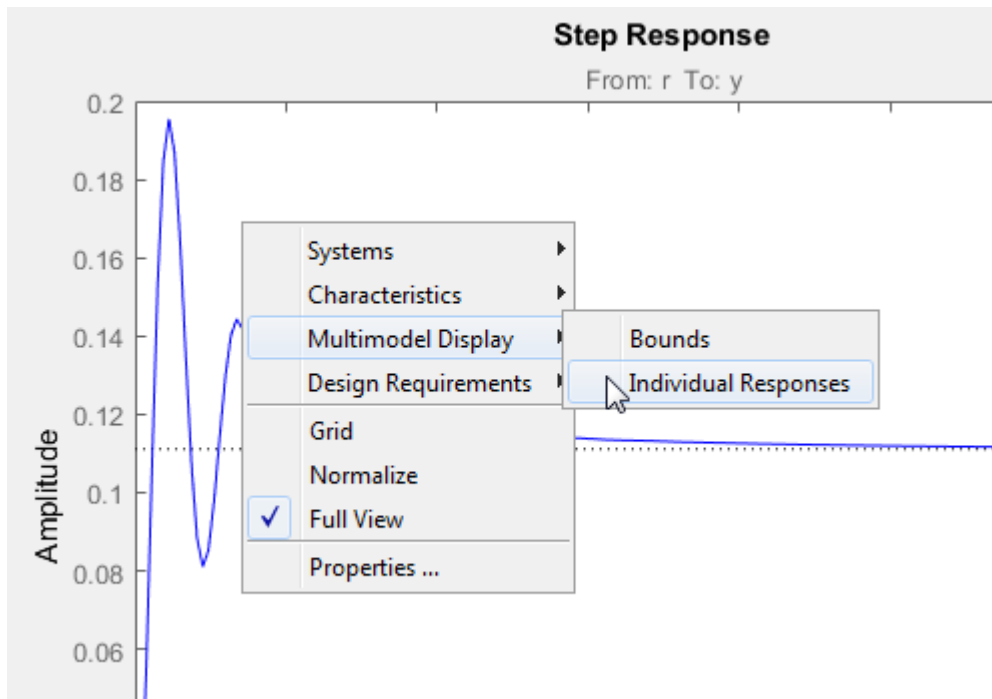 Step Response
From: r To: y
0.2
0.18
0.16
0.14
0.12
0.1
0.08
0.06
Amplitude
Systems
Characteristics
Multimodel Display
Design Requirements
Grid
Normalize
Full View
Properties ...
Bounds
Individual Responses